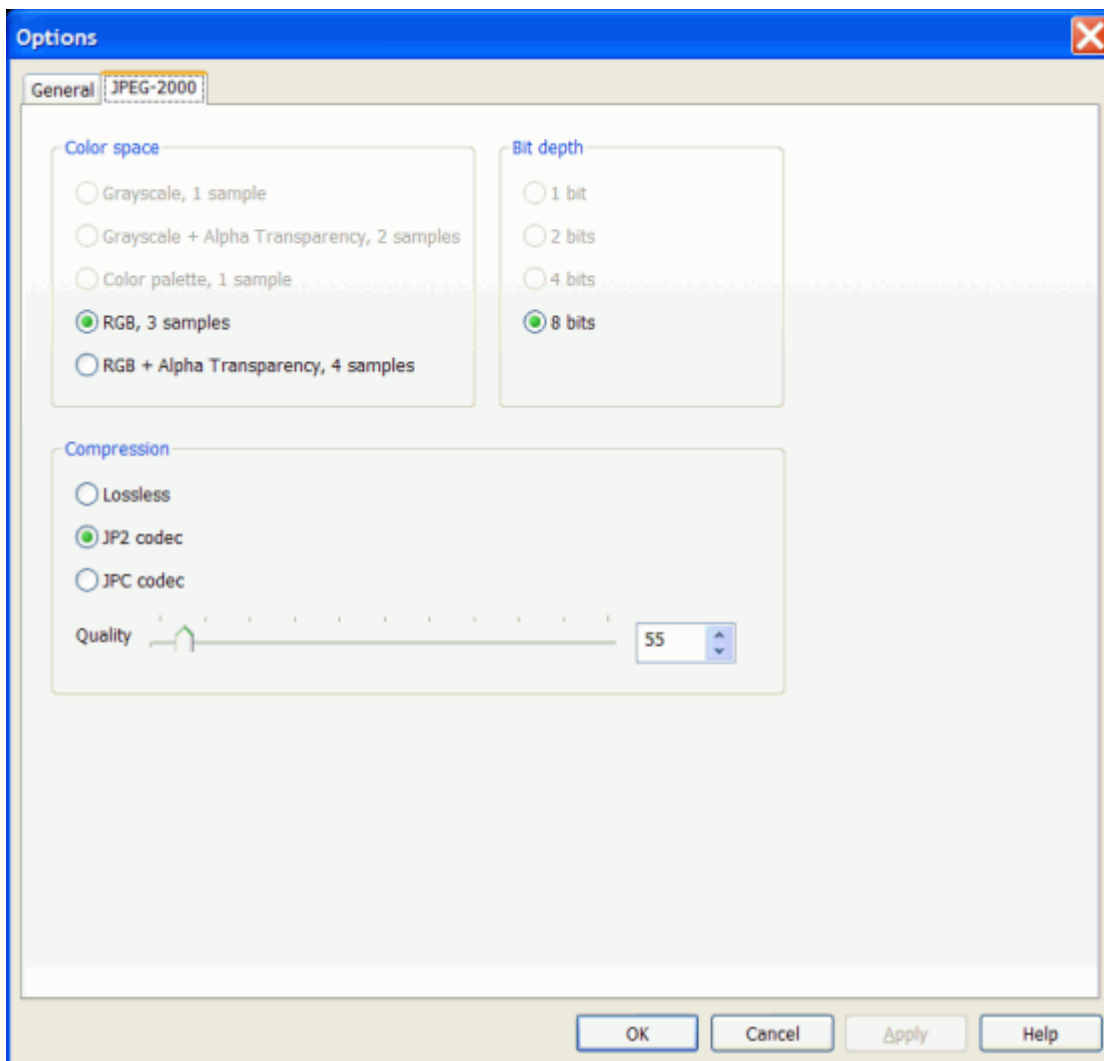 Options
General
JPEG-2000
Color space
Grayscale, 1 sample
Grayscale + Alpha Transparency, 2 samples
Color palette, 1 sample
RGB, 3 samples
RGB + Alpha Transparency, 4 samples
Bit depth
1 bit
2 bits
4 bits
8 bits
Compression
Lossless
JP2 codec
JPC codec
Quality
55
OK
Cancel
Apply
Help